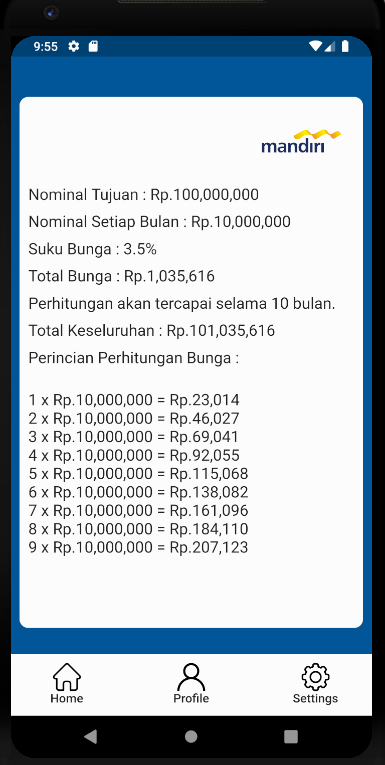 9:55
mandiri
Nominal Tujuan : Rp.100,000,000
Nominal Setiap Bulan : Rp.10,000,000
Suku Bunga : 3.5%
Total Bunga : Rp.1,035,616
Perhitungan akan tercapai selama 10 bulan.
Total Keseluruhan : Rp.101,035,616
Perincian Perhitungan Bunga :
1 x Rp.10,000,000 = Rp.23,014
2 x Rp.10,000,000 = Rp.46,027
3 x Rp.10,000,000 = Rp.69,041
4 x Rp.10,000,000 = Rp.92,055
5 x Rp.10,000,000 = Rp.115,068
6 x Rp.10,000,000 = Rp.138,082
7 x Rp.10,000,000 = Rp.161,096
8 x Rp.10,000,000 = Rp.184,110
9 x Rp.10,000,000 = Rp.207,123
Home
Profile
Settings